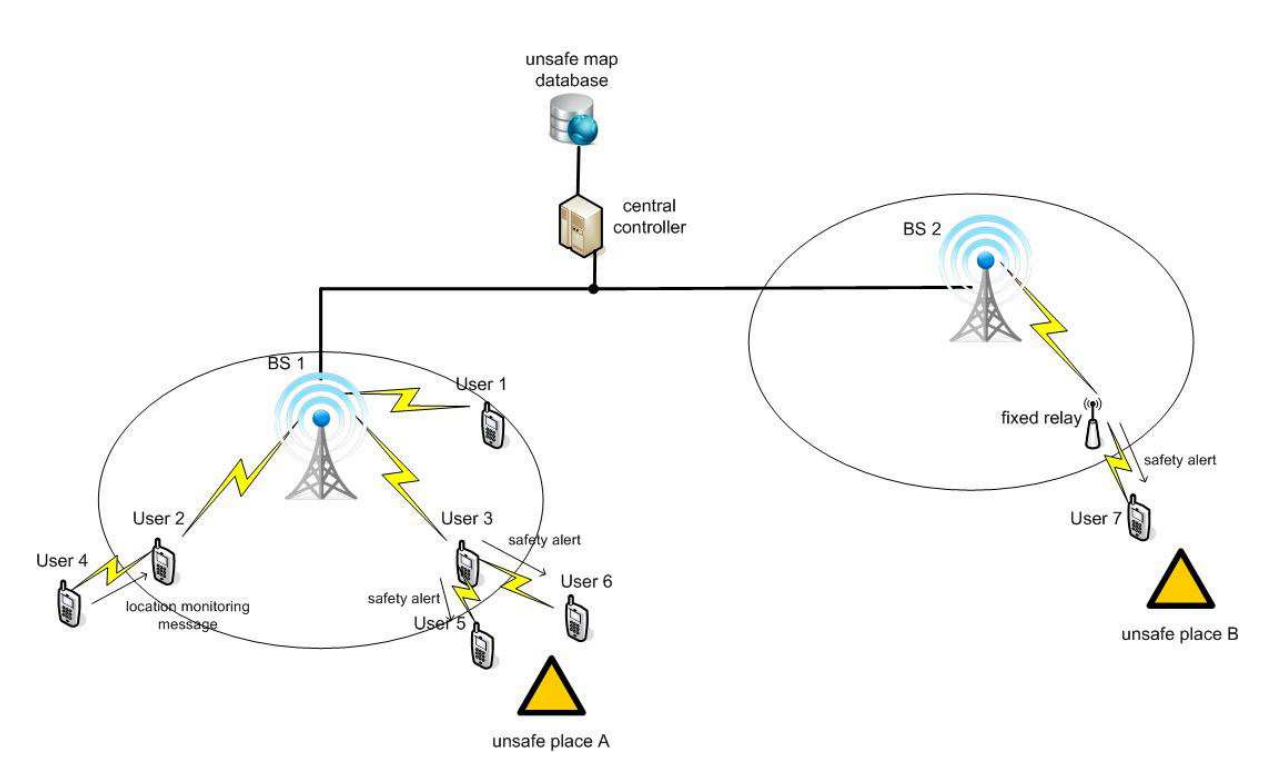 unsafe map
database
central
controller
BS 2
BS 1
User 1
fixed relay
safety alert
User 2
User 3
User 7
safety alert
User 4
User 6
location monitoring
message
safety alert
User 5
unsafe place B
unsafe place A